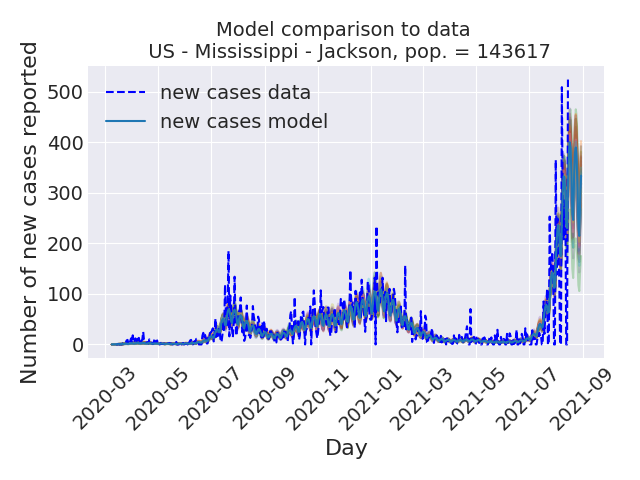 Model comparison to data
US - Mississippi - Jackson, pop. = 143617
Number of new cases reported
500
400
300
200
100
0
new cases data
new cases model
2020-03
2020-05
2020-07
2020-09
2020-11
2021-01
2021-03
2021-05
2021-07
2021-09
Day